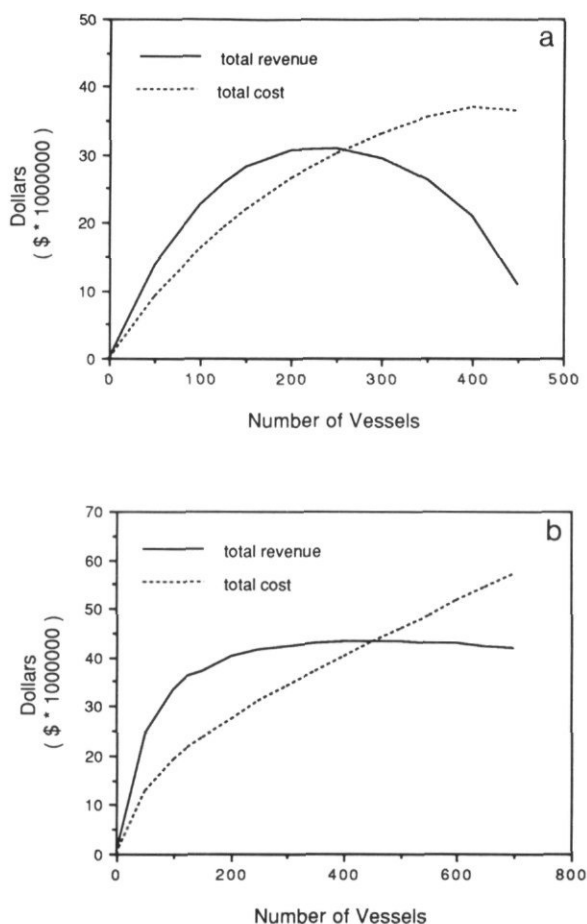 a
50
40
30
20
10
0
Dollars
( $ * 1000000 )
total revenue
total cost
0 100 200 300 400 500
Number of Vessels
b
70
60
50
40
30
20
10
0
Dollars
( $ * 1000000 )
total revenue
total cost
0 200 400 600 800
Number of Vessels